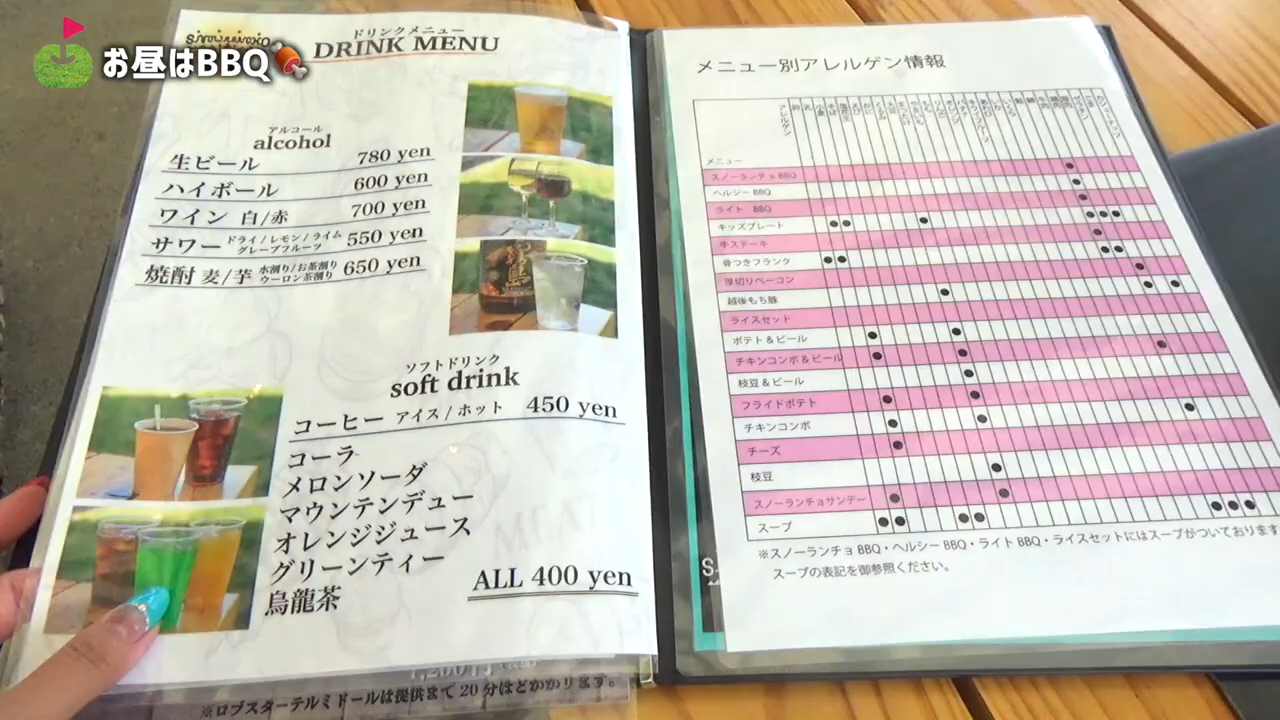 お昼はBBQ
ドリンクメニュー
DRINK MENU
アルコール
alcohol
生ビール 780 yen
ハイボール 600 yen
ワイン 白/赤 700 yen
サワー ドライ/レモン/ライム グレープフルーツ 550 yen
焼酎 麦/芋 水割り/お茶割り ウーロン茶割り 650 yen
ソフトドリンク
soft drink
コーヒー アイス/ホット 450 yen
コーラ
メロンソーダ
マウンテンデュー
オレンジジュース
グリーンティー
烏龍茶
ALL 400 yen
※ロブスターテルミドールは提供まで20分ほどかかります。
メニュー別アレルゲン情報
アレルゲン
メニュー
スノーランチョBBQ
ヘルシーBBQ
ライト BBQ
キッズプレート
牛ステーキ
骨つきフランク
厚切りベーコン
越後もち豚
ライスセット
ポテト&ビール
チキンコンボ&ビール
枝豆&ビール
フライドポテト
チキンコンボ
チーズ
枝豆
スノーランチョサンデー
スープ
※スノーランチョBBQ・ヘルシーBBQ・ライトBBQ・ライスセットにはスープがついております
スープの表記を御参照ください。